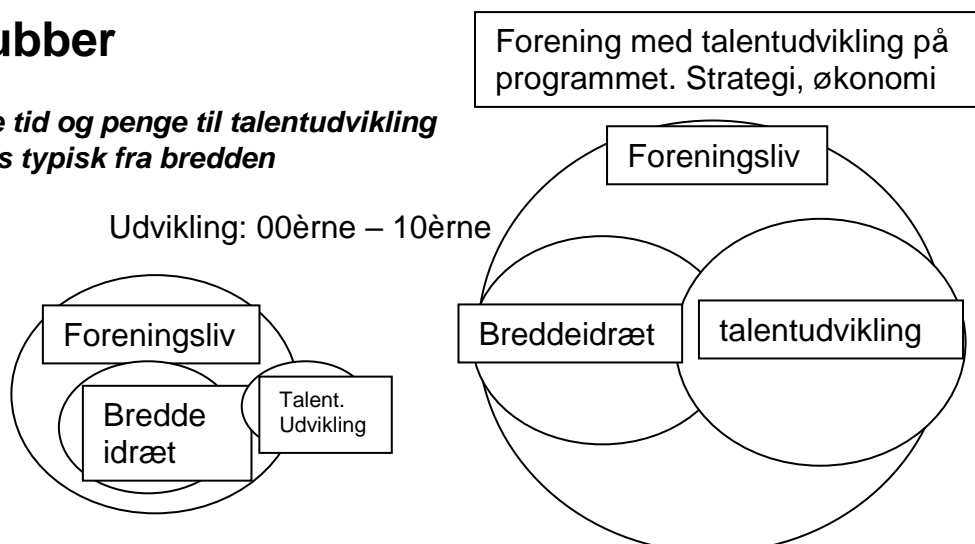 ubber
e tid og penge til talentudvikling
s typisk fra bredden
Udvikling: 00èrne – 10èrne
Foreningsliv
Bredde
idræt
Talent.
Udvikling
Forening med talentudvikling på
programmet. Strategi, økonomi
Foreningsliv
Breddeidræt
talentudvikling